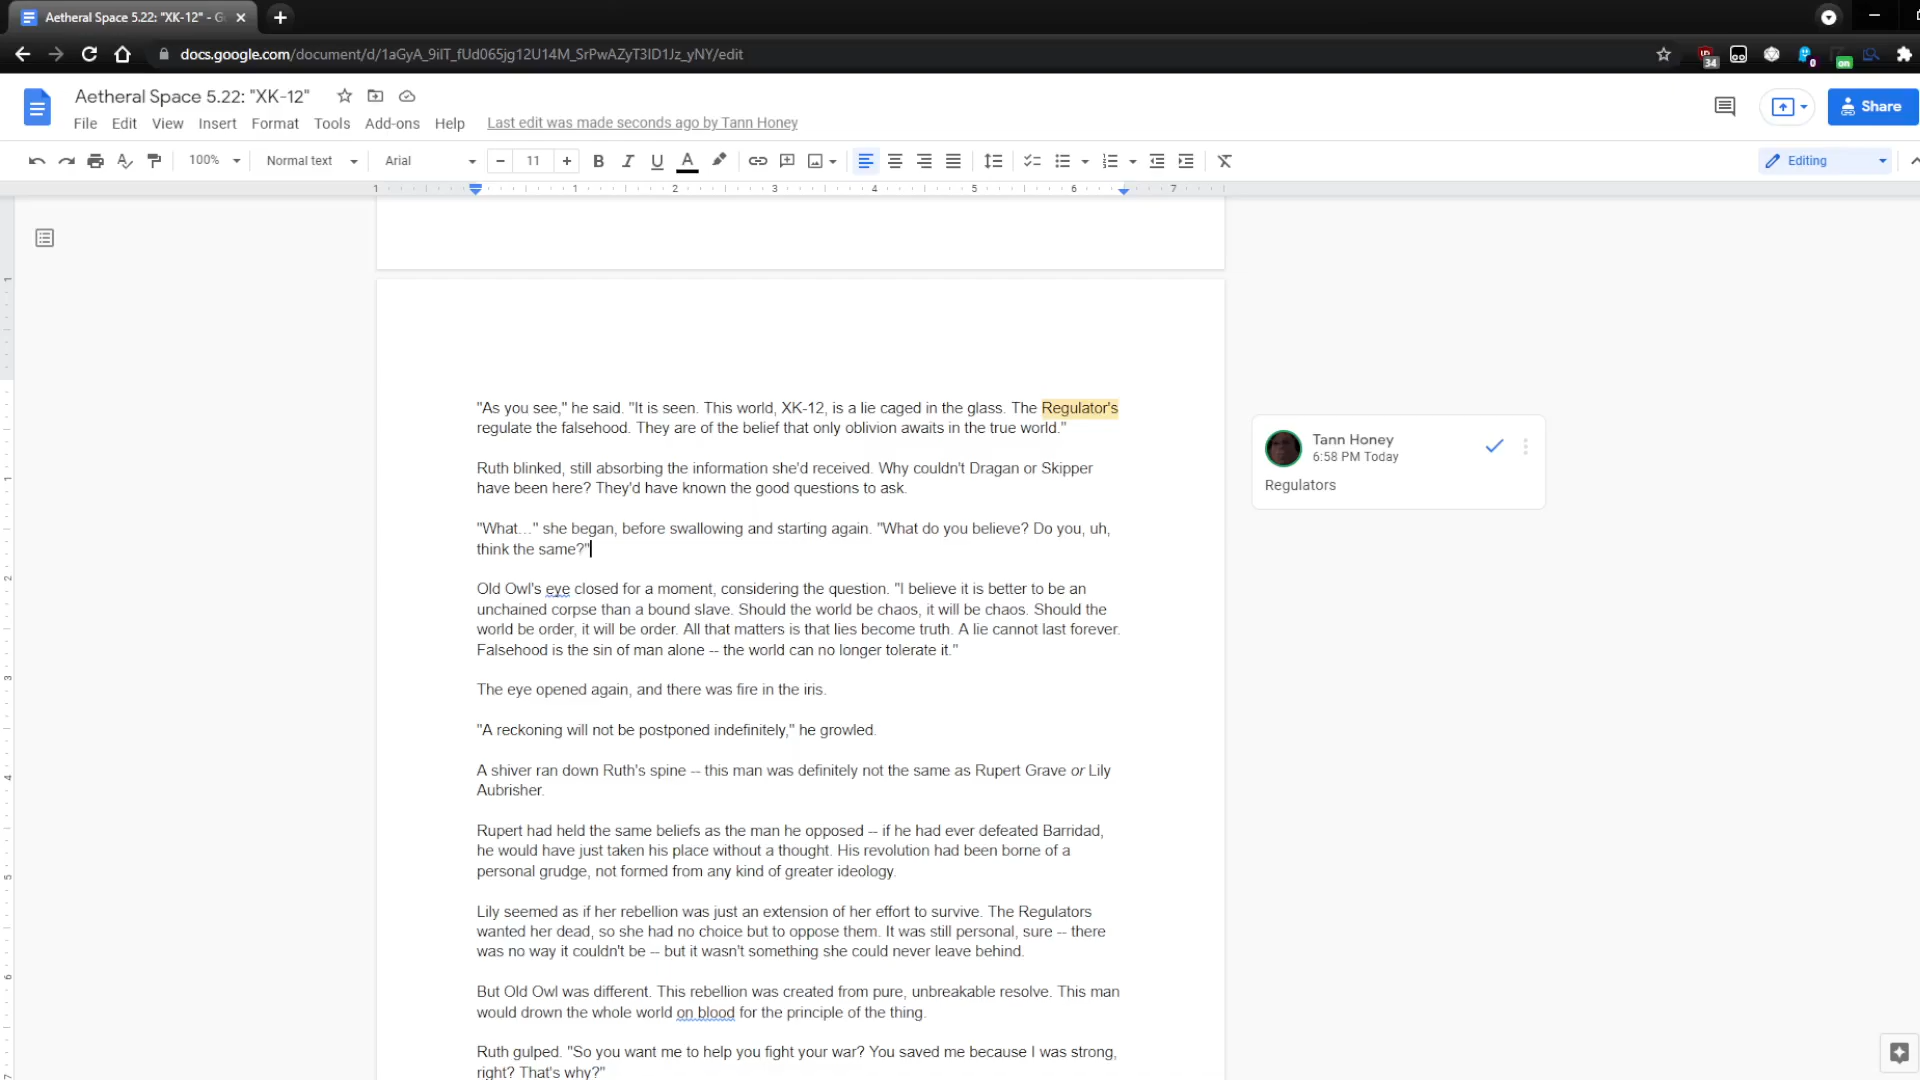 Aetheral Space 5.22: "XK-12" - G
docs.google.com/document/d/1aGyA_9iIT_fUd065jg12U14M_SrPwAZyT3ID1Jz_yNY/edit
34
0
on
Aetheral Space 5.22: "XK-12"
File Edit View Insert Format Tools Add-ons Help Last edit was made seconds ago by Tann Honey
Share
100% Normal text Arial 11 Editing
1 1 2 3 4 5 6 7
"As you see," he said. "It is seen. This world, XK-12, is a lie caged in the glass. The Regulator's
regulate the falsehood. They are of the belief that only oblivion awaits in the true world."
Ruth blinked, still absorbing the information she'd received. Why couldn't Dragan or Skipper
have been here? They'd have known the good questions to ask.
"What…" she began, before swallowing and starting again. "What do you believe? Do you, uh,
think the same?"
Old Owl's eye closed for a moment, considering the question. "I believe it is better to be an
unchained corpse than a bound slave. Should the world be chaos, it will be chaos. Should the
world be order, it will be order. All that matters is that lies become truth. A lie cannot last forever.
Falsehood is the sin of man alone -- the world can no longer tolerate it."
The eye opened again, and there was fire in the iris.
"A reckoning will not be postponed indefinitely," he growled.
A shiver ran down Ruth's spine -- this man was definitely not the same as Rupert Grave or Lily
Aubrisher.
Rupert had held the same beliefs as the man he opposed -- if he had ever defeated Barridad,
he would have just taken his place without a thought. His revolution had been borne of a
personal grudge, not formed from any kind of greater ideology.
Lily seemed as if her rebellion was just an extension of her effort to survive. The Regulators
wanted her dead, so she had no choice but to oppose them. It was still personal, sure -- there
was no way it couldn't be -- but it wasn't something she could never leave behind.
But Old Owl was different. This rebellion was created from pure, unbreakable resolve. This man
would drown the whole world on blood for the principle of the thing.
Ruth gulped. "So you want me to help you fight your war? You saved me because I was strong,
right? That's why?"
Tann Honey
6:58 PM Today
Regulators
1
1
2
3
4
5
6
7